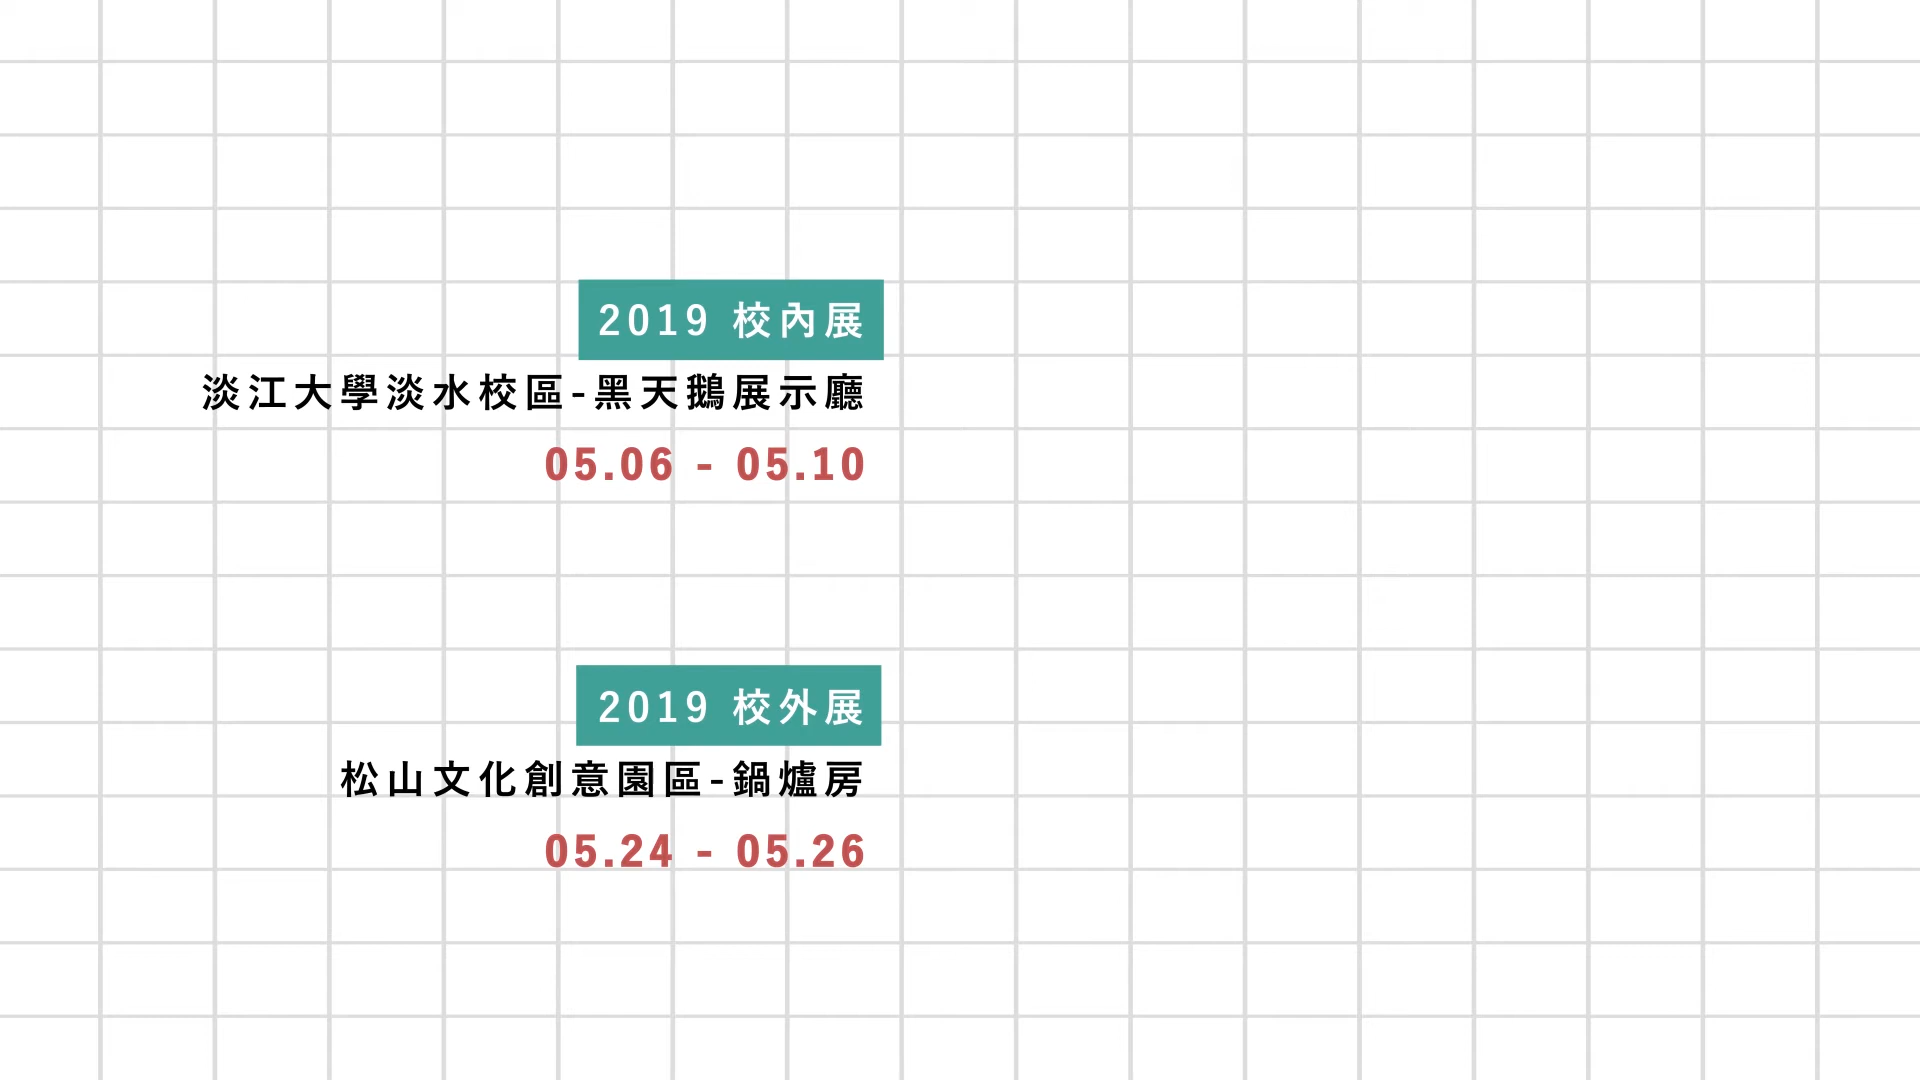 2019 校內展
淡江大學淡水校區-黑天鵝展示廳
05.06 - 05.10
2019 校外展
松山文化創意園區-鍋爐房
05.24 - 05.26